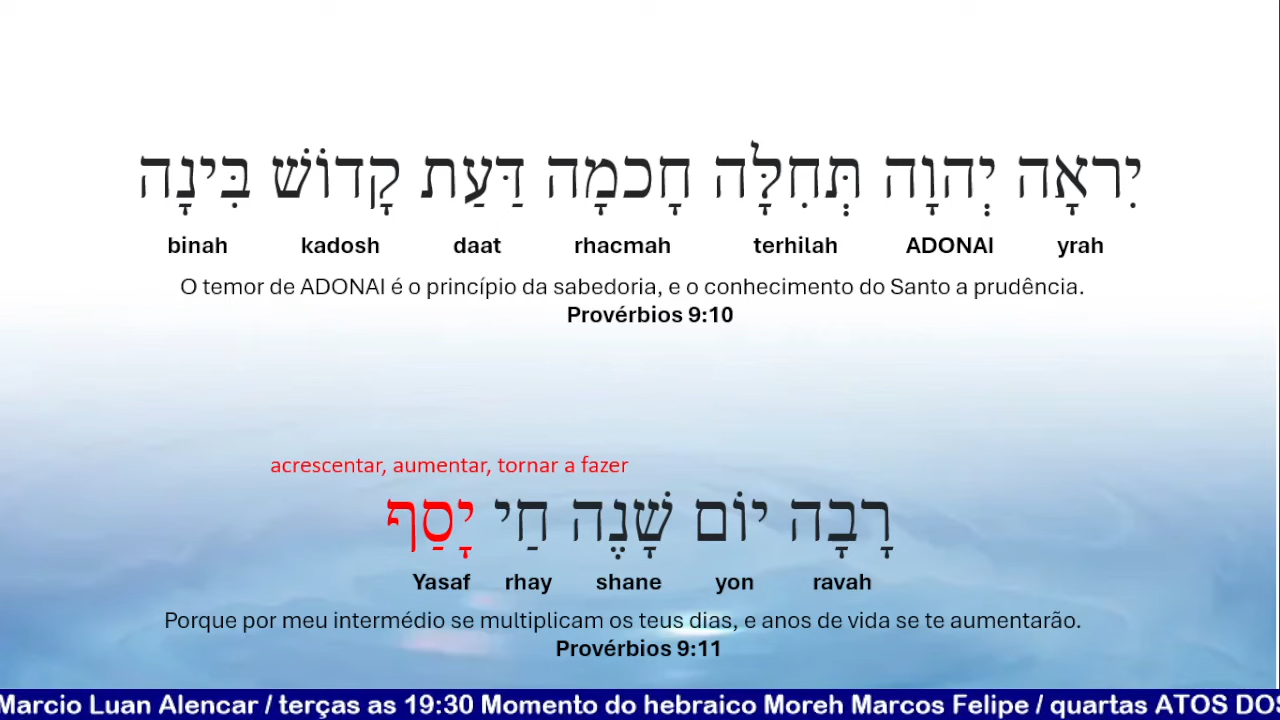 יִראָה יְהוָה תְּחִלָּה חָכמָה דַּעַת קָדוֹשׁ בִּינָה
binah kadosh daat rhacmah terhilah ADONAI yrah
O temor de ADONAI é o princípio da sabedoria, e o conhecimento do Santo a prudência.
Provérbios 9:10
acrescentar, aumentar, tornar a fazer
רָבָה יוֹם שָׁנֶה חַי יָסַף
Yasaf rhay shane yon ravah
Porque por meu intermédio se multiplicam os teus dias, e anos de vida se te aumentarão.
Provérbios 9:11
Marcio Luan Alencar / terças as 19:30 Momento do hebraico Moreh Marcos Felipe / quartas ATOS DOS